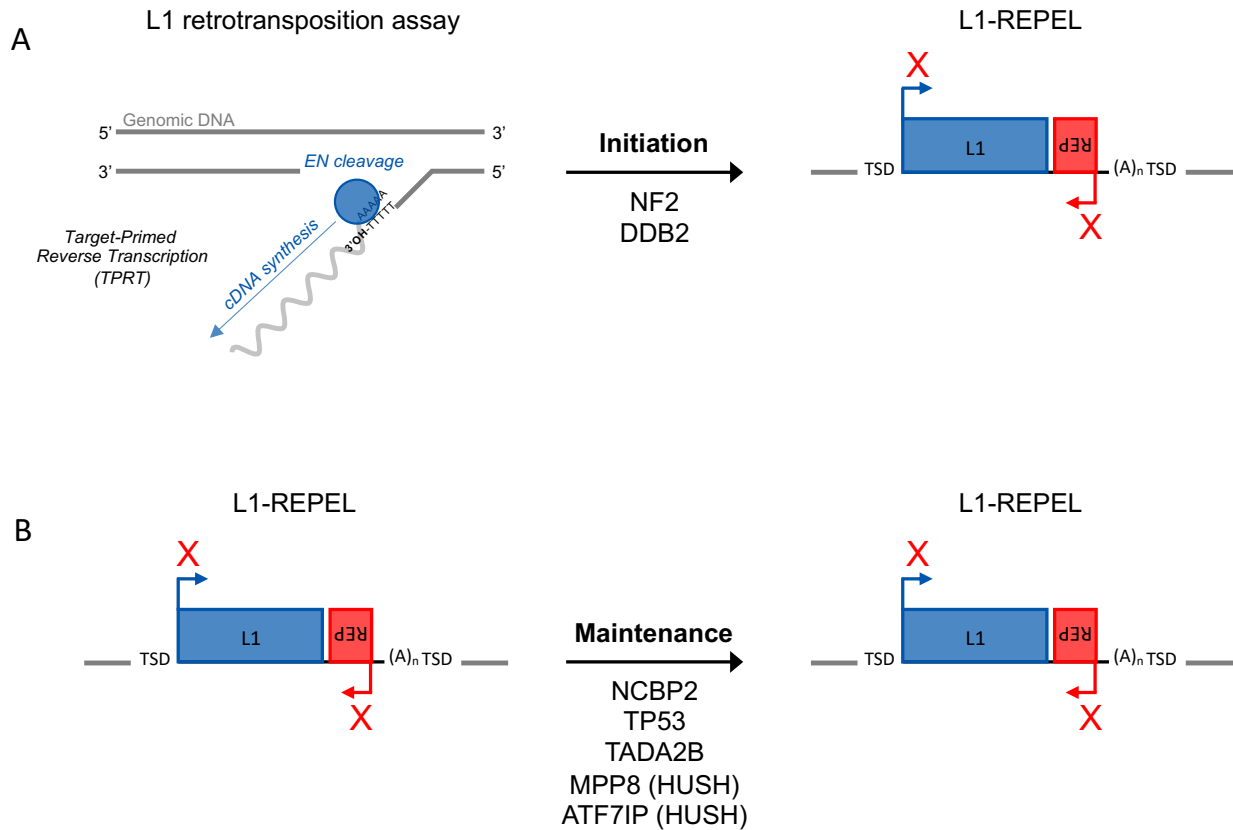 A
L1 retrotransposition assay
L1-REPEL
X
Genomic DNA
5’
3’
3’
5’
EN cleavage
AAAAA
3’OH-TTTTT
cDNA synthesis
Target-Primed
Reverse Transcription
(TPRT)
Initiation
NF2
DDB2
L1
REP
TSD
(A)n TSD
X
B
L1-REPEL
L1-REPEL
X
L1
REP
TSD
(A)n TSD
X
Maintenance
NCBP2
TP53
TADA2B
MPP8 (HUSH)
ATF7IP (HUSH)
X
L1
REP
TSD
(A)n TSD
X